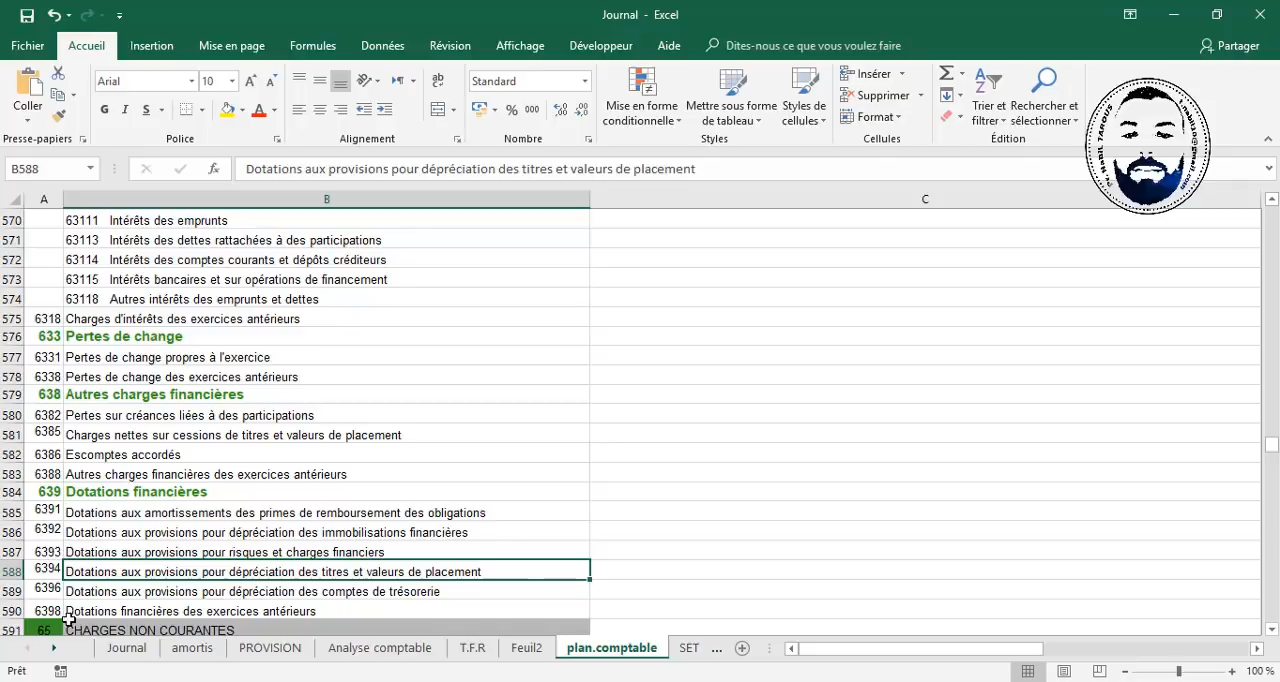 Journal - Excel
Fichier Accueil Insertion Mise en page Formules Données Révision Affichage Développeur Aide Dites-nous ce que vous voulez faire Partager
Coller
Arial 10
G I S
Standard
% 000
Mise en forme conditionnelle
Mettre sous forme de tableau
Styles de cellules
Insérer
Supprimer
Format
Trier et filtrer
Rechercher et sélectionner
Presse-papiers Police Alignement Nombre Styles Cellules Édition
Pr. Nabil TAFOUS
B588 fx Dotations aux provisions pour dépréciation des titres et valeurs de placement
A B C
570 63111 Intérêts des emprunts
571 63113 Intérêts des dettes rattachées à des participations
572 63114 Intérêts des comptes courants et dépôts créditeurs
573 63115 Intérêts bancaires et sur opérations de financement
574 63118 Autres intérêts des emprunts et dettes
575 6318 Charges d'intérêts des exercices antérieurs
576 633 Pertes de change
577 6331 Pertes de change propres à l'exercice
578 6338 Pertes de change des exercices antérieurs
579 638 Autres charges financières
580 6382 Pertes sur créances liées à des participations
581 6385 Charges nettes sur cessions de titres et valeurs de placement
582 6386 Escomptes accordés
583 6388 Autres charges financières des exercices antérieurs
584 639 Dotations financières
585 6391 Dotations aux amortissements des primes de remboursement des obligations
586 6392 Dotations aux provisions pour dépréciation des immobilisations financières
587 6393 Dotations aux provisions pour risques et charges financiers
588 6394 Dotations aux provisions pour dépréciation des titres et valeurs de placement
589 6396 Dotations aux provisions pour dépréciation des comptes de trésorerie
590 6398 Dotations financières des exercices antérieurs
591 65 CHARGES NON COURANTES
Journal amortis PROVISION Analyse comptable T.F.R Feuil2 plan.comptable SET ...
Prêt 100 %